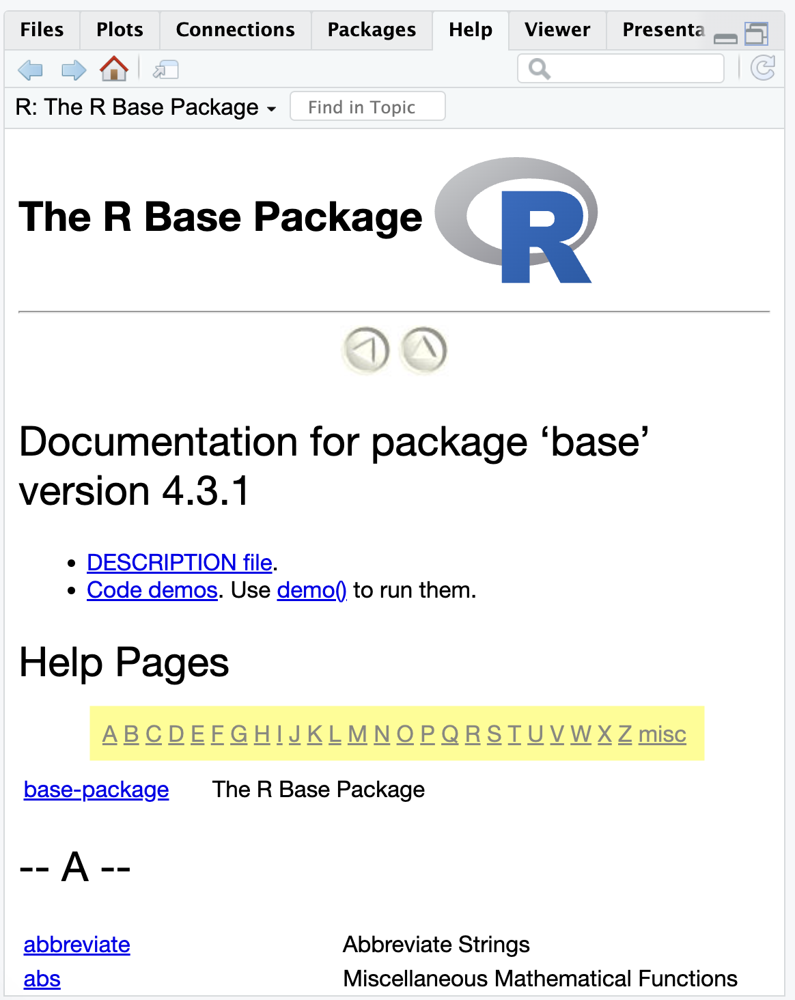 Files Plots Connections Packages Help Viewer Presenta
R: The R Base Package Find in Topic
The R Base Package R
Documentation for package ‘base’
version 4.3.1
• DESCRIPTION file.
• Code demos. Use demo() to run them.
Help Pages
A B C D E F G H I J K L M N O P Q R S T U V W X Z misc
base-package The R Base Package
-- A --
abbreviate Abbreviate Strings
abs Miscellaneous Mathematical Functions